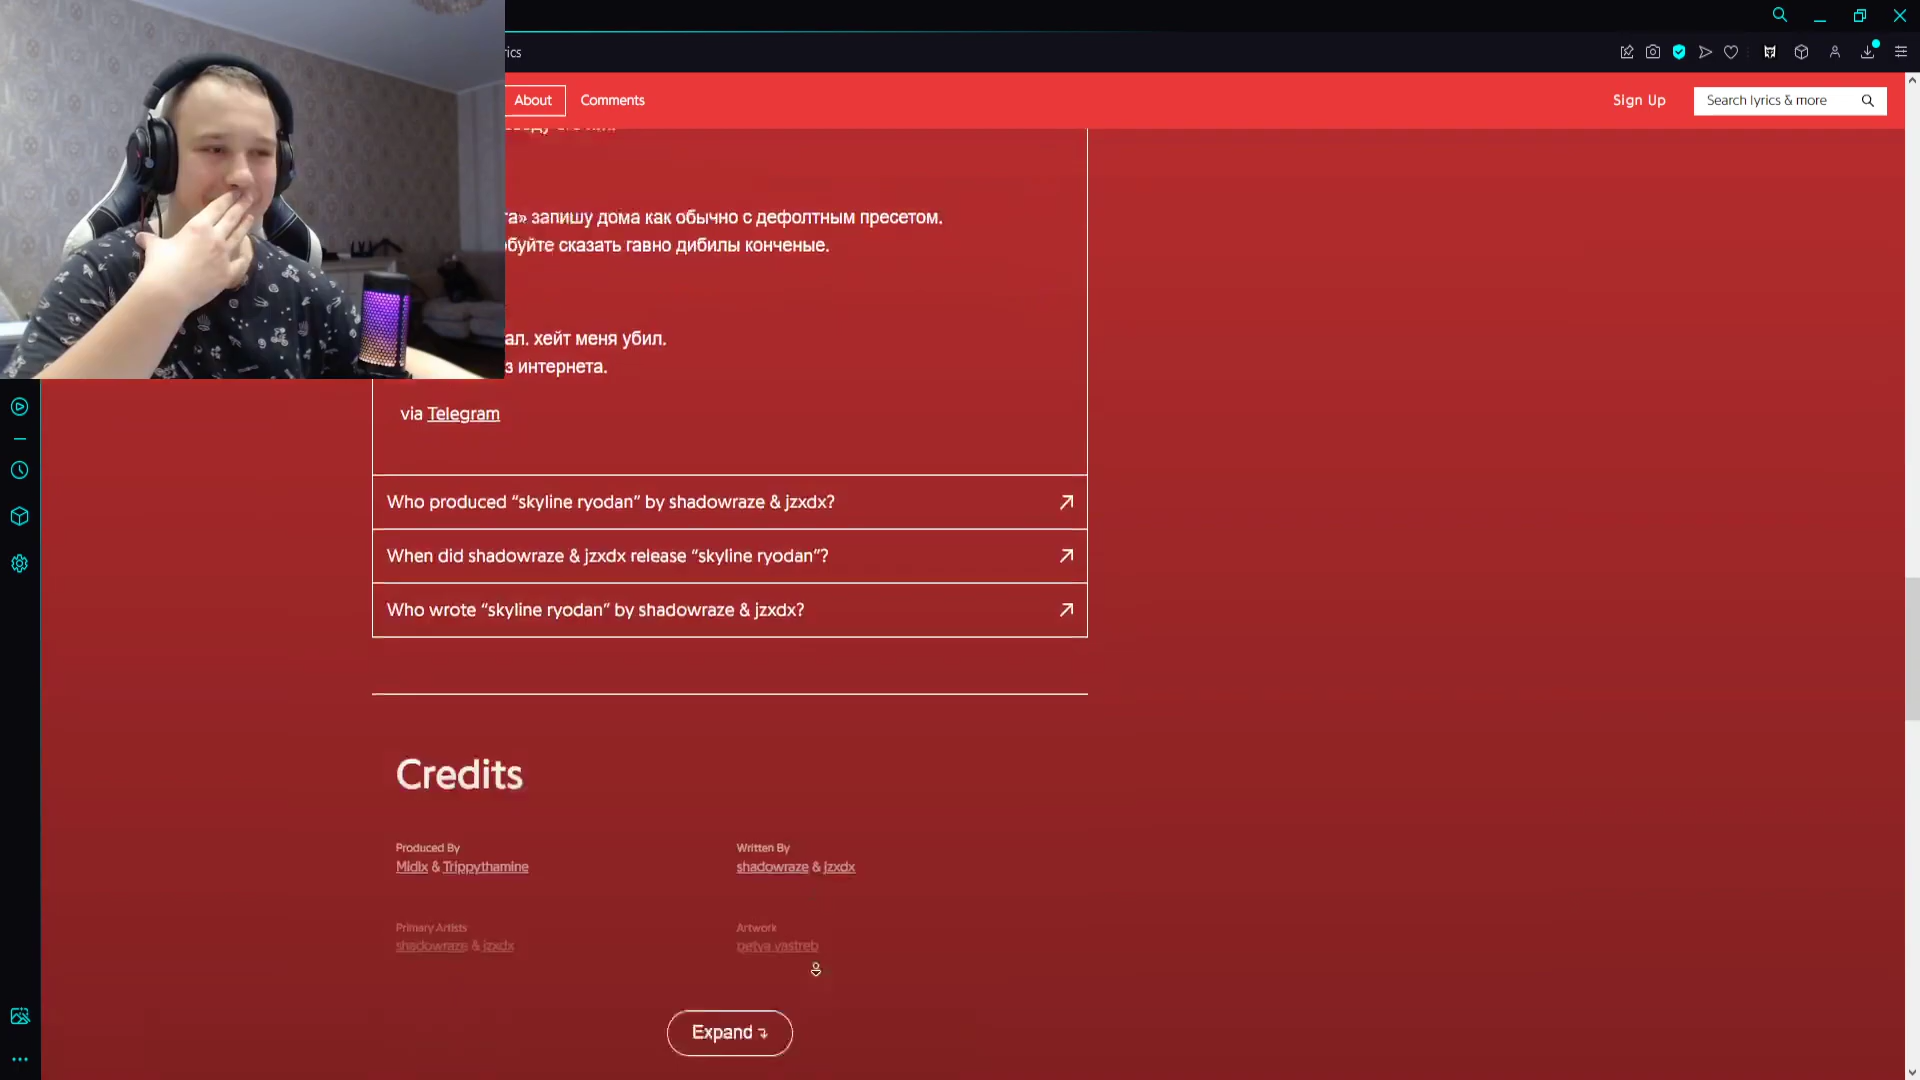 rics
About
Comments
Sign Up
Search lyrics & more
запишу дома как обычно с дефолтным пресетом.
сказать гавно дибилы конченые.
хейт меня убил.
интернета.
via Telegram
Who produced “skyline ryodan” by shadowraze & jzxdx?
When did shadowraze & jzxdx release “skyline ryodan”?
Who wrote “skyline ryodan” by shadowraze & jzxdx?
Credits
Produced By
Midix & Trippythamine
Written By
shadowraze & jzxdx
Primary Artists
shadowraze & jzxdx
Artwork
petya yastreb
Expand